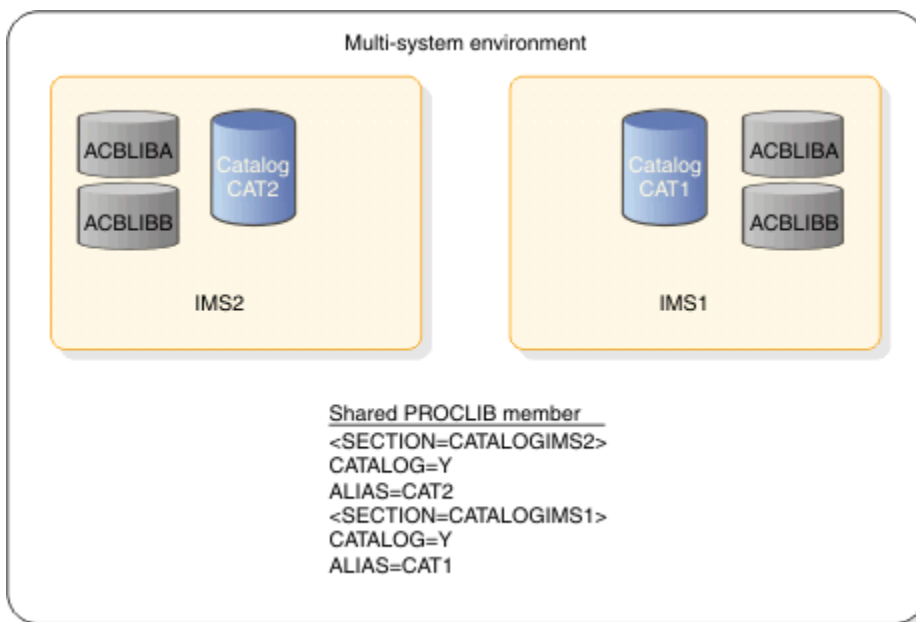 Multi-system environment
ACBLIBA
ACBLIBB
Catalog
CAT2
IMS2
Catalog
CAT1
ACBLIBA
ACBLIBB
IMS1
Shared PROCLIB member
<SECTION=CATALOGIMS2>
CATALOG=Y
ALIAS=CAT2
<SECTION=CATALOGIMS1>
CATALOG=Y
ALIAS=CAT1